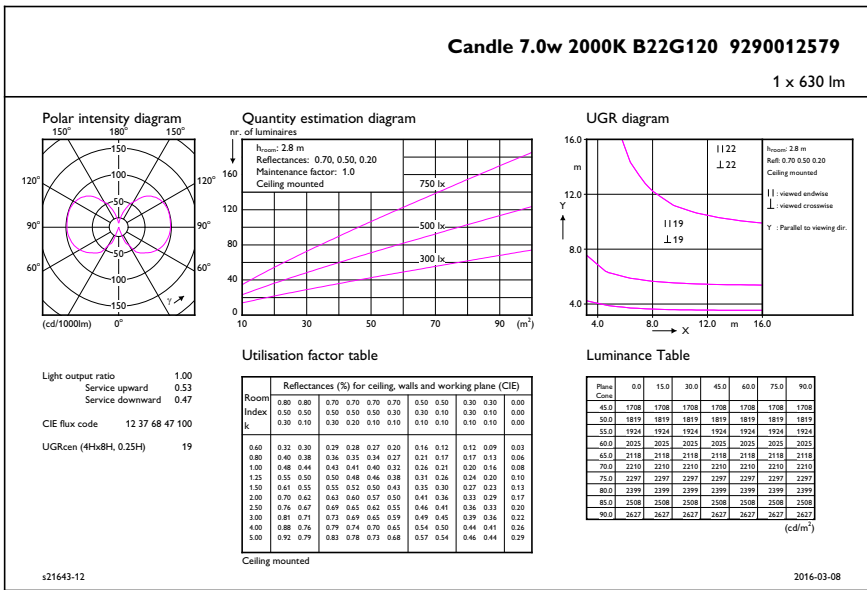 Candle 7.0w 2000K B22G120 9290012579
1 x 630 lm
Polar intensity diagram
150° 180° 150°
120° 120°
90° 90°
60° 60°
0°
150
100
50
50
100
150
γ
(cd/1000lm)
Quantity estimation diagram
nr. of luminaires
hroom: 2.8 m
Reflectances: 0.70, 0.50, 0.20
Maintenance factor: 1.0
Ceiling mounted
160
120
80
40
0
750 lx
500 lx
300 lx
10 30 50 70 90 (m²)
UGR diagram
16.0
m
12.0
Y
8.0
4.0
II 22
⊥ 22
II 19
⊥ 19
4.0 8.0 12.0 m 16.0
X
hroom: 2.8 m
Refl: 0.70 0.50 0.20
Ceiling mounted
II : viewed endwise
⊥ : viewed crosswise
Y : Parallel to viewing dir.
Light output ratio 1.00
Service upward 0.53
Service downward 0.47
CIE flux code 12 37 68 47 100
UGRcen (4Hx8H, 0.25H) 19
Utilisation factor table
Room Index k
Reflectances (%) for ceiling, walls and working plane (CIE)
0.80 0.80 0.70 0.70 0.70 0.70 0.50 0.50 0.30 0.30 0.00
0.50 0.50 0.50 0.50 0.50 0.30 0.30 0.10 0.30 0.10 0.00
0.30 0.10 0.30 0.20 0.10 0.10 0.10 0.10 0.10 0.10 0.00
0.60 0.32 0.30 0.29 0.28 0.27 0.20 0.16 0.12 0.12 0.09 0.03
0.80 0.40 0.38 0.36 0.35 0.34 0.27 0.21 0.17 0.17 0.13 0.06
1.00 0.48 0.44 0.43 0.41 0.40 0.32 0.26 0.21 0.20 0.16 0.08
1.25 0.55 0.50 0.50 0.48 0.46 0.38 0.31 0.26 0.24 0.20 0.10
1.50 0.61 0.55 0.55 0.52 0.50 0.43 0.35 0.30 0.27 0.23 0.13
2.00 0.70 0.62 0.63 0.60 0.57 0.50 0.41 0.36 0.33 0.29 0.17
2.50 0.76 0.67 0.69 0.65 0.62 0.55 0.46 0.41 0.36 0.33 0.20
3.00 0.81 0.71 0.73 0.69 0.65 0.59 0.49 0.45 0.39 0.36 0.22
4.00 0.88 0.76 0.79 0.74 0.70 0.65 0.54 0.50 0.44 0.41 0.26
5.00 0.92 0.79 0.83 0.78 0.73 0.68 0.57 0.54 0.46 0.44 0.29
Ceiling mounted
Luminance Table
Plane 0.0 15.0 30.0 45.0 60.0 75.0 90.0
Cone
45.0 1708 1708 1708 1708 1708 1708 1708
50.0 1819 1819 1819 1819 1819 1819 1819
55.0 1924 1924 1924 1924 1924 1924 1924
60.0 2025 2025 2025 2025 2025 2025 2025
65.0 2118 2118 2118 2118 2118 2118 2118
70.0 2210 2210 2210 2210 2210 2210 2210
75.0 2297 2297 2297 2297 2297 2297 2297
80.0 2399 2399 2399 2399 2399 2399 2399
85.0 2508 2508 2508 2508 2508 2508 2508
90.0 2627 2627 2627 2627 2627 2627 2627
(cd/m²)
s21643-12
2016-03-08